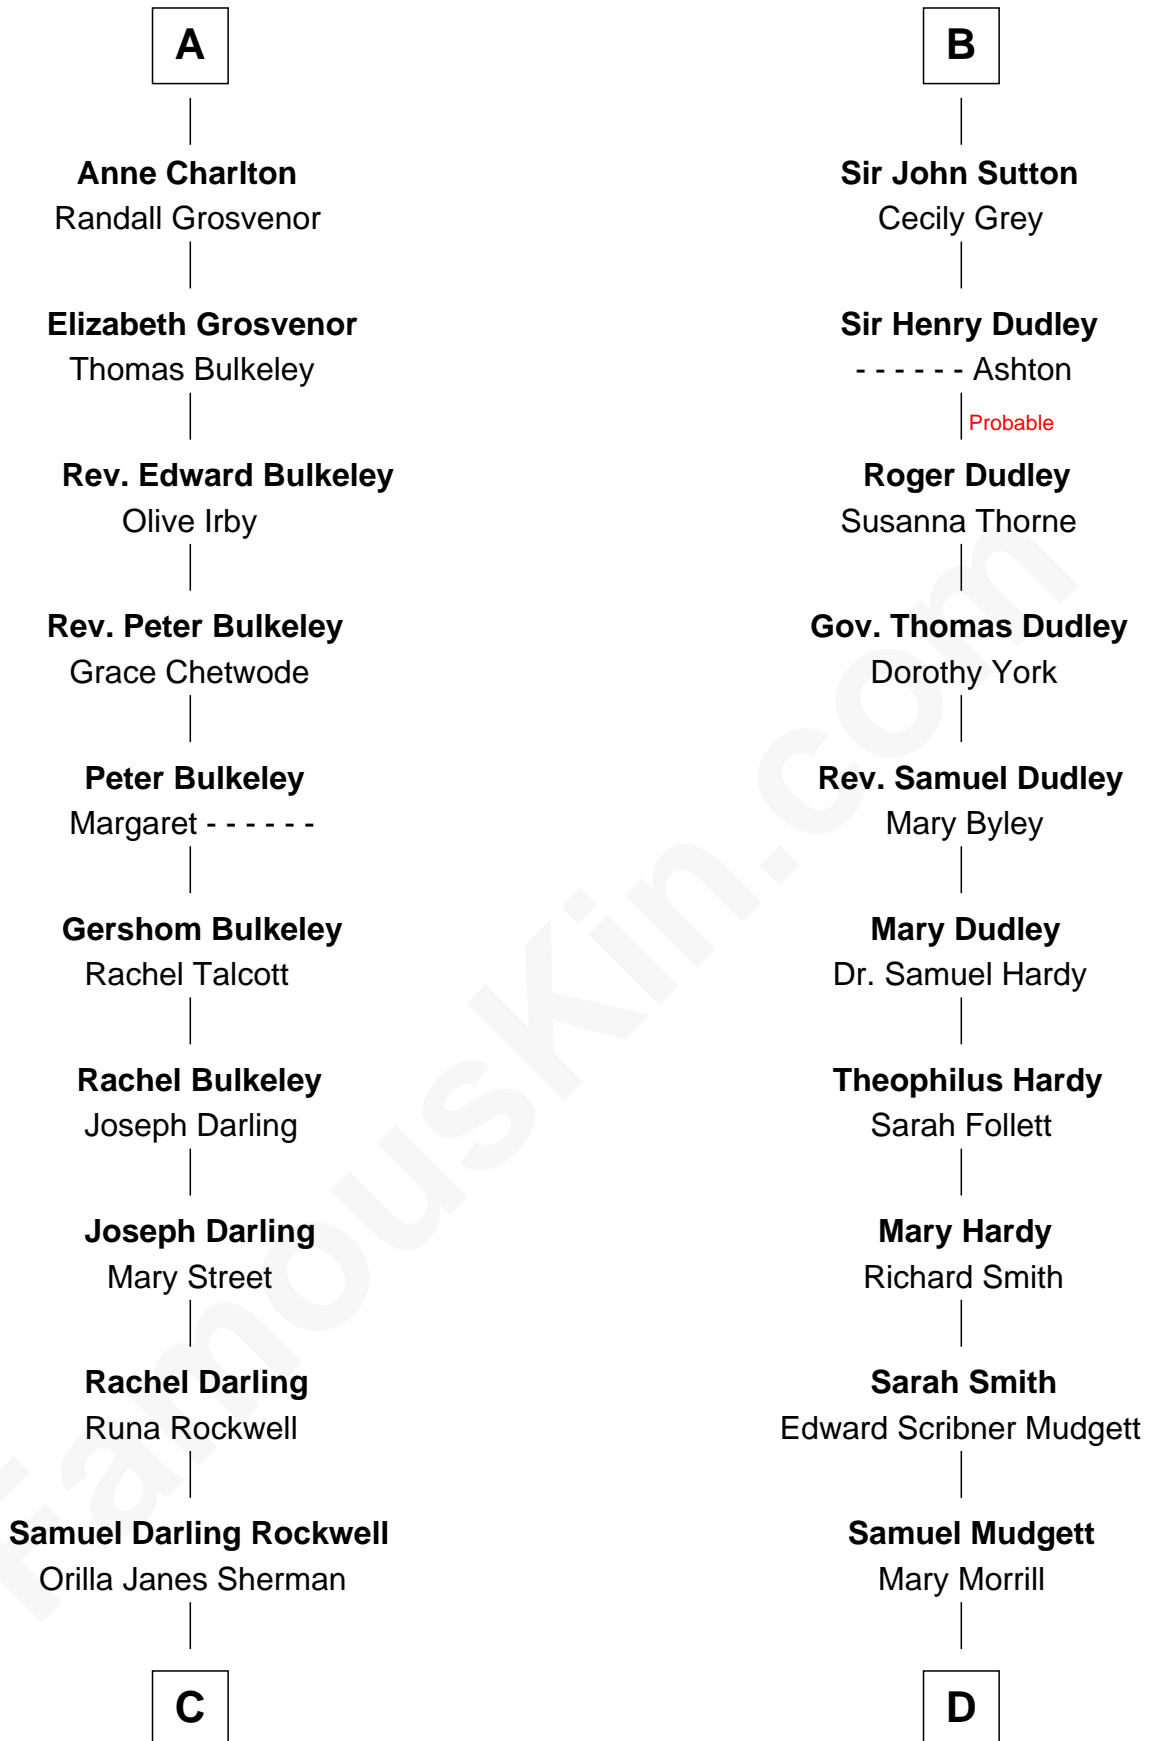 A
Anne Charlton
Randall Grosvenor
Elizabeth Grosvenor
Thomas Bulkeley
Rev. Edward Bulkeley
Olive Irby
Rev. Peter Bulkeley
Grace Chetwode
Peter Bulkeley
Margaret - - - - - -
Gershom Bulkeley
Rachel Talcott
Rachel Bulkeley
Joseph Darling
Joseph Darling
Mary Street
Rachel Darling
Runa Rockwell
Samuel Darling Rockwell
Orilla Janes Sherman
C
B
Sir John Sutton
Cecily Grey
Sir Henry Dudley
- - - - - - Ashton
Probable
Roger Dudley
Susanna Thorne
Gov. Thomas Dudley
Dorothy York
Rev. Samuel Dudley
Mary Byley
Mary Dudley
Dr. Samuel Hardy
Theophilus Hardy
Sarah Follett
Mary Hardy
Richard Smith
Sarah Smith
Edward Scribner Mudgett
Samuel Mudgett
Mary Morrill
D
FamousKin.com